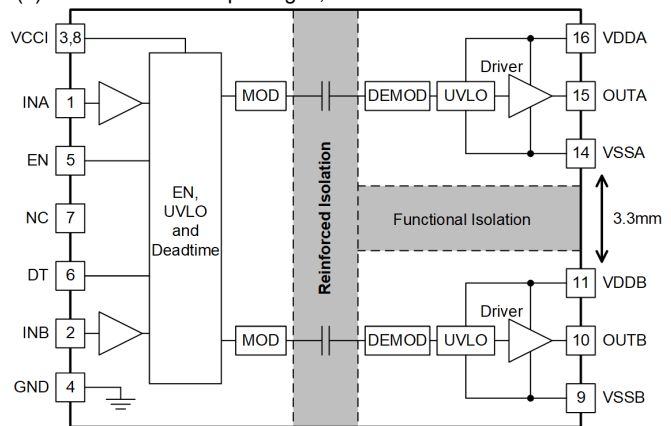 VCCI 3,8
INA 1
EN 5
NC 7
DT 6
INB 2
GND 4
EN,
UVLO
and
Deadtime
MOD
MOD
Reinforced Isolation
DEMOD UVLO
Driver
Functional Isolation
DEMOD UVLO
Driver
16 VDDA
15 OUTA
14 VSSA
3.3mm
11 VDDB
10 OUTB
9 VSSB